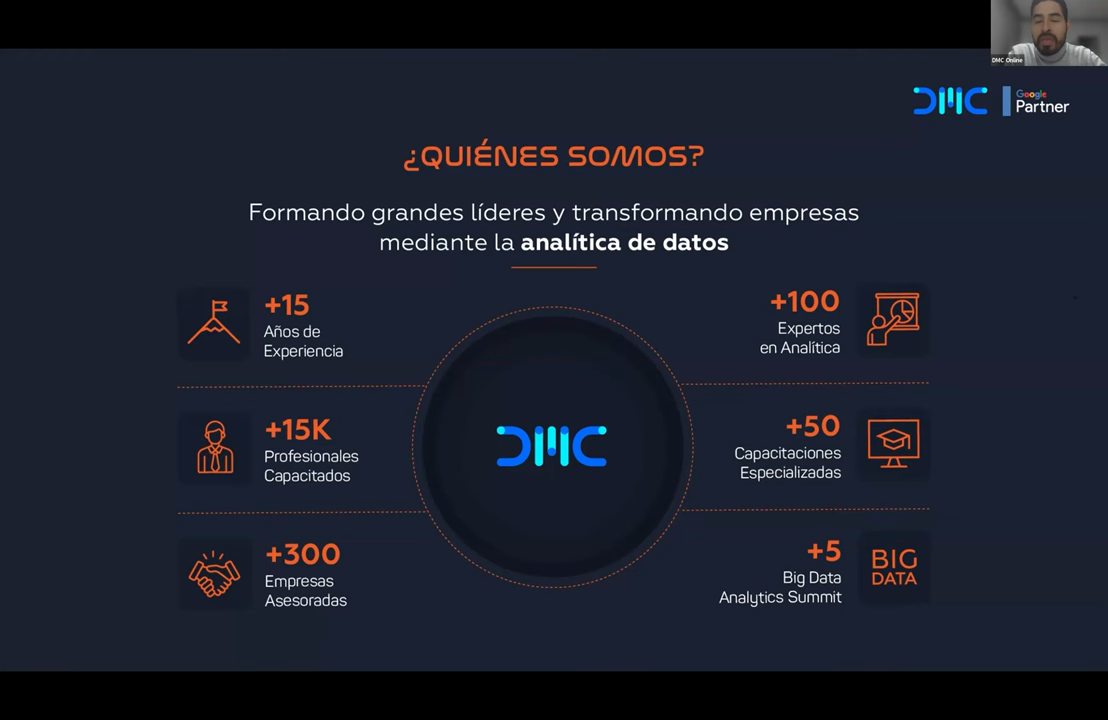 DMC Online
DMC
Google
Partner
¿QUIÉNES SOMOS?
Formando grandes líderes y transformando empresas
mediante la analítica de datos
+15
Años de
Experiencia
+15K
Profesionales
Capacitados
+300
Empresas
Asesoradas
DMC
+100
Expertos
en Analítica
+50
Capacitaciones
Especializadas
+5
Big Data
Analytics Summit
BIG
DATA